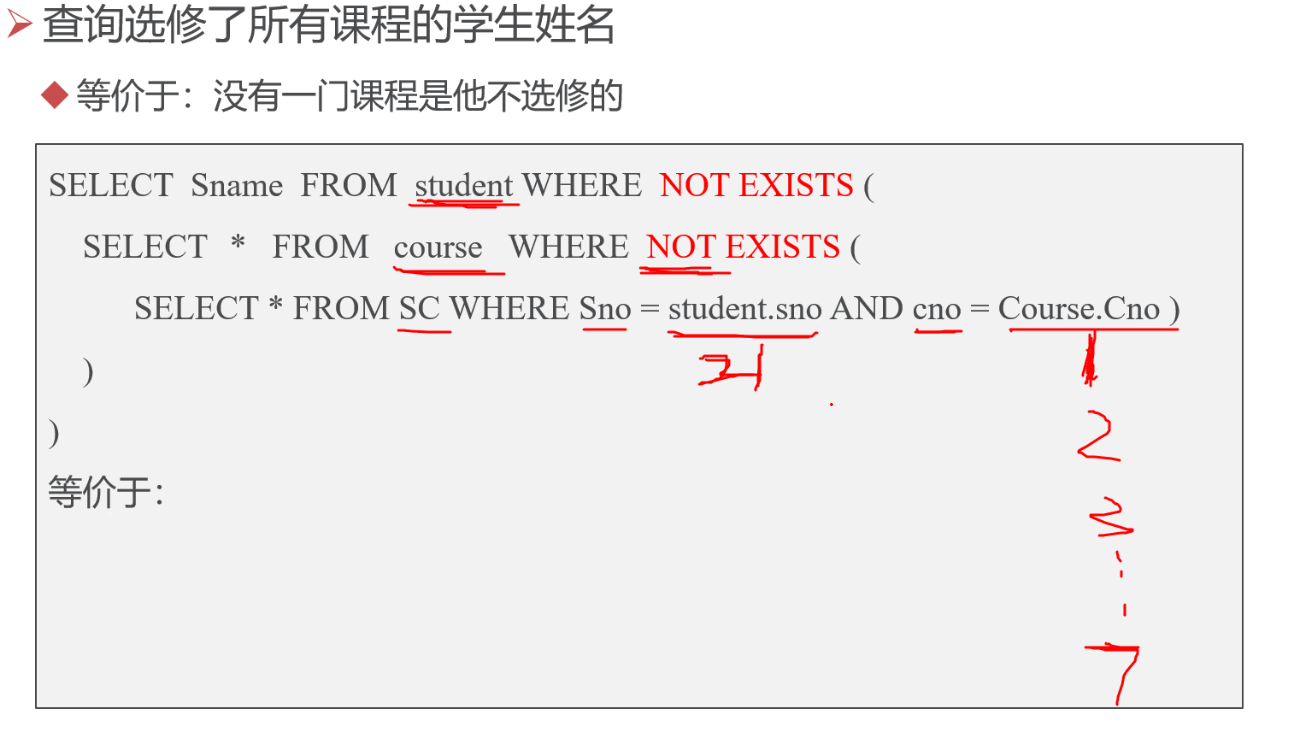 查询选修了所有课程的学生姓名
等价于：没有一门课程是他不选修的
SELECT Sname FROM student WHERE NOT EXISTS (
SELECT * FROM course WHERE NOT EXISTS (
SELECT * FROM SC WHERE Sno = student.sno AND cno = Course.Cno )
)
)
等价于：
1
2
3
7